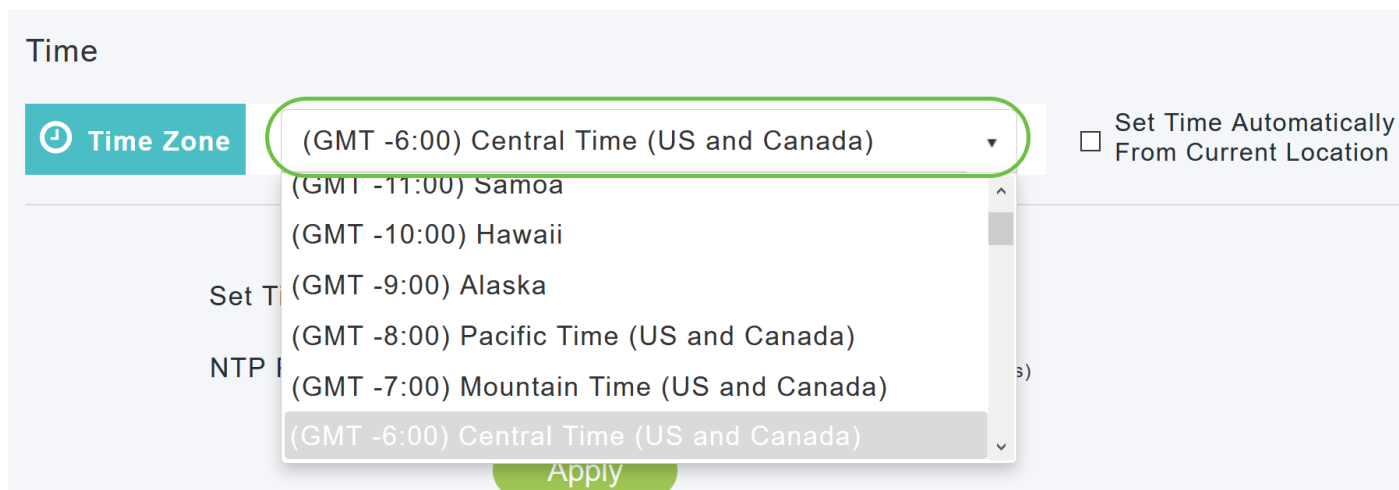 Time
Time Zone
(GMT -6:00) Central Time (US and Canada)
Set Time Automatically
From Current Location
(GMT -11:00) Samoa
(GMT -10:00) Hawaii
(GMT -9:00) Alaska
Set
(GMT -8:00) Pacific Time (US and Canada)
NTP
(GMT -7:00) Mountain Time (US and Canada)
(GMT -6:00) Central Time (US and Canada)
Apply